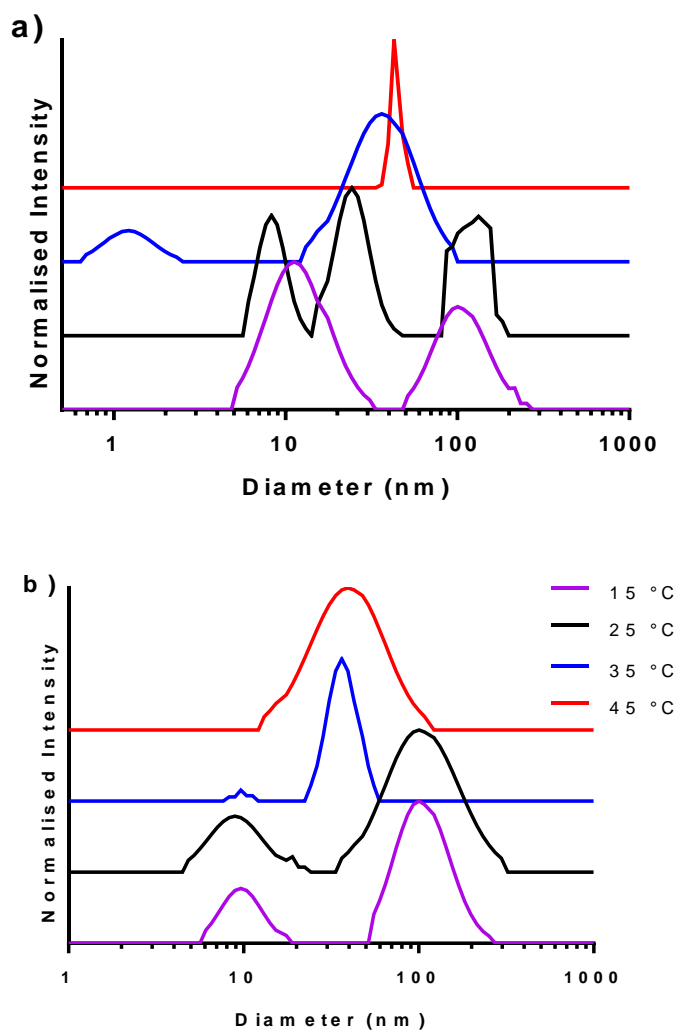 a)
Normalised Intensity
1 10 100 1000
Diameter (nm)
b)
Normalised Intensity
15 °C
25 °C
35 °C
45 °C
1 10 100 1000
Diameter (nm)